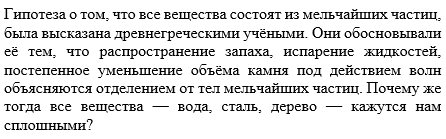 Гипотеза о том, что все вещества состоят из мельчайших частиц,
была высказана древнегреческими учёными. Они обосновывали
её тем, что распространение запаха, испарение жидкостей,
постепенное уменьшение объёма камня под действием волн
объясняются отделением от тел мельчайших частиц. Почему же
тогда все вещества — вода, сталь, дерево — кажутся нам
сплошными?